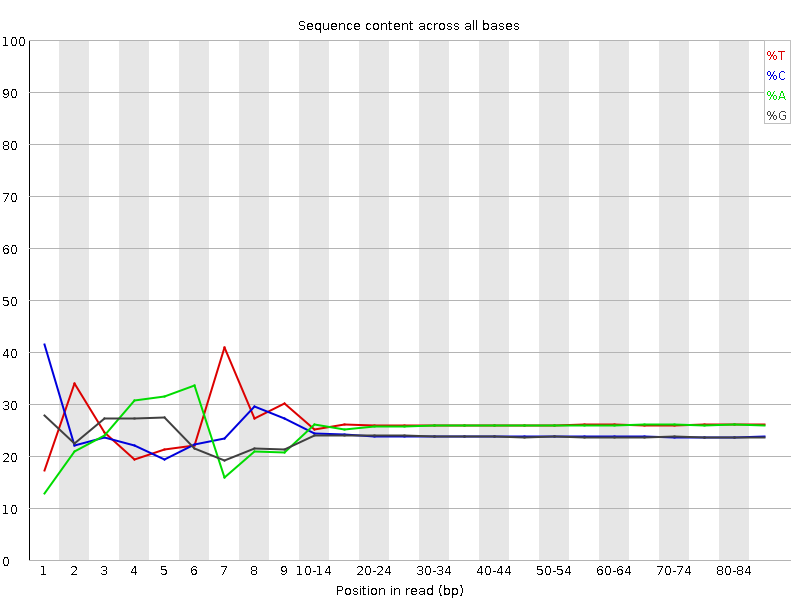 Sequence content across all bases
100
90
80
70
60
50
40
30
20
10
0
%T
%C
%A
%G
1 2 3 4 5 6 7 8 9 10-14 20-24 30-34 40-44 50-54 60-64 70-74 80-84
Position in read (bp)